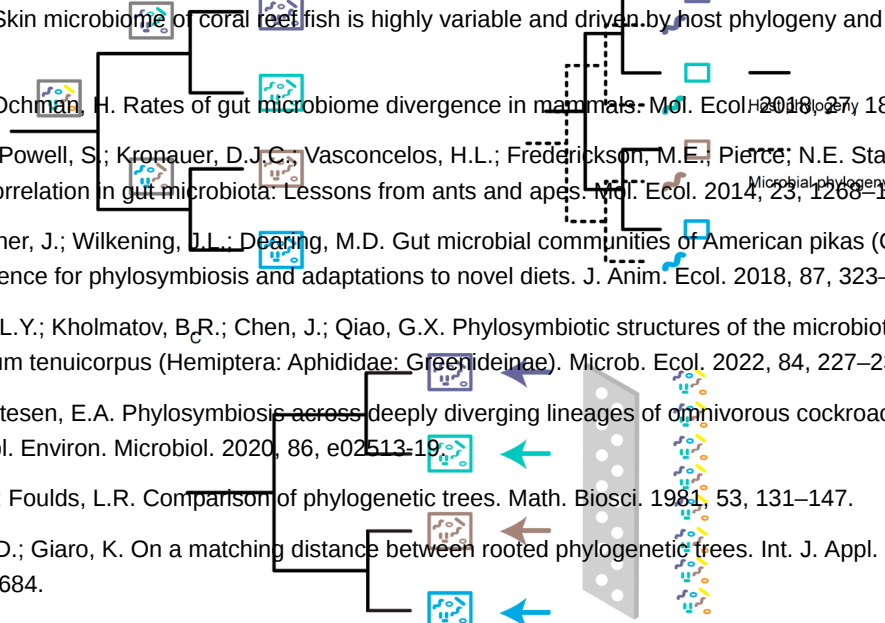 Skin microbiome of coral reef fish is highly variable and driven by host phylogeny and
Ochman, H. Rates of gut microbiome divergence in mammals. Mol. Ecol. 2018, 27, 18
Host phylogeny
Powell, S.; Kronauer, D.J.C.; Vasconcelos, H.L.; Frederickson, M.E.; Pierce, N.E. Sta
Microbial phylogeny
orrelation in gut microbiota: Lessons from ants and apes. Mol. Ecol. 2014, 23, 1268–1
ner, J.; Wilkening, J.L.; Dearing, M.D. Gut microbial communities of American pikas (O
ence for phylosymbiosis and adaptations to novel diets. J. Anim. Ecol. 2018, 87, 323–
L.Y.; Kholmatov, B.R.; Chen, J.; Qiao, G.X. Phylosymbiotic structures of the microbiot
C
um tenuicorpus (Hemiptera: Aphididae: Greenideinae). Microb. Ecol. 2022, 84, 227–23
tesen, E.A. Phylosymbiosis across deeply diverging lineages of omnivorous cockroac
ol. Environ. Microbiol. 2020, 86, e02513-19.
Foulds, L.R. Comparison of phylogenetic trees. Math. Biosci. 1981, 53, 131–147.
D.; Giaro, K. On a matching distance between rooted phylogenetic trees. Int. J. Appl.
684.